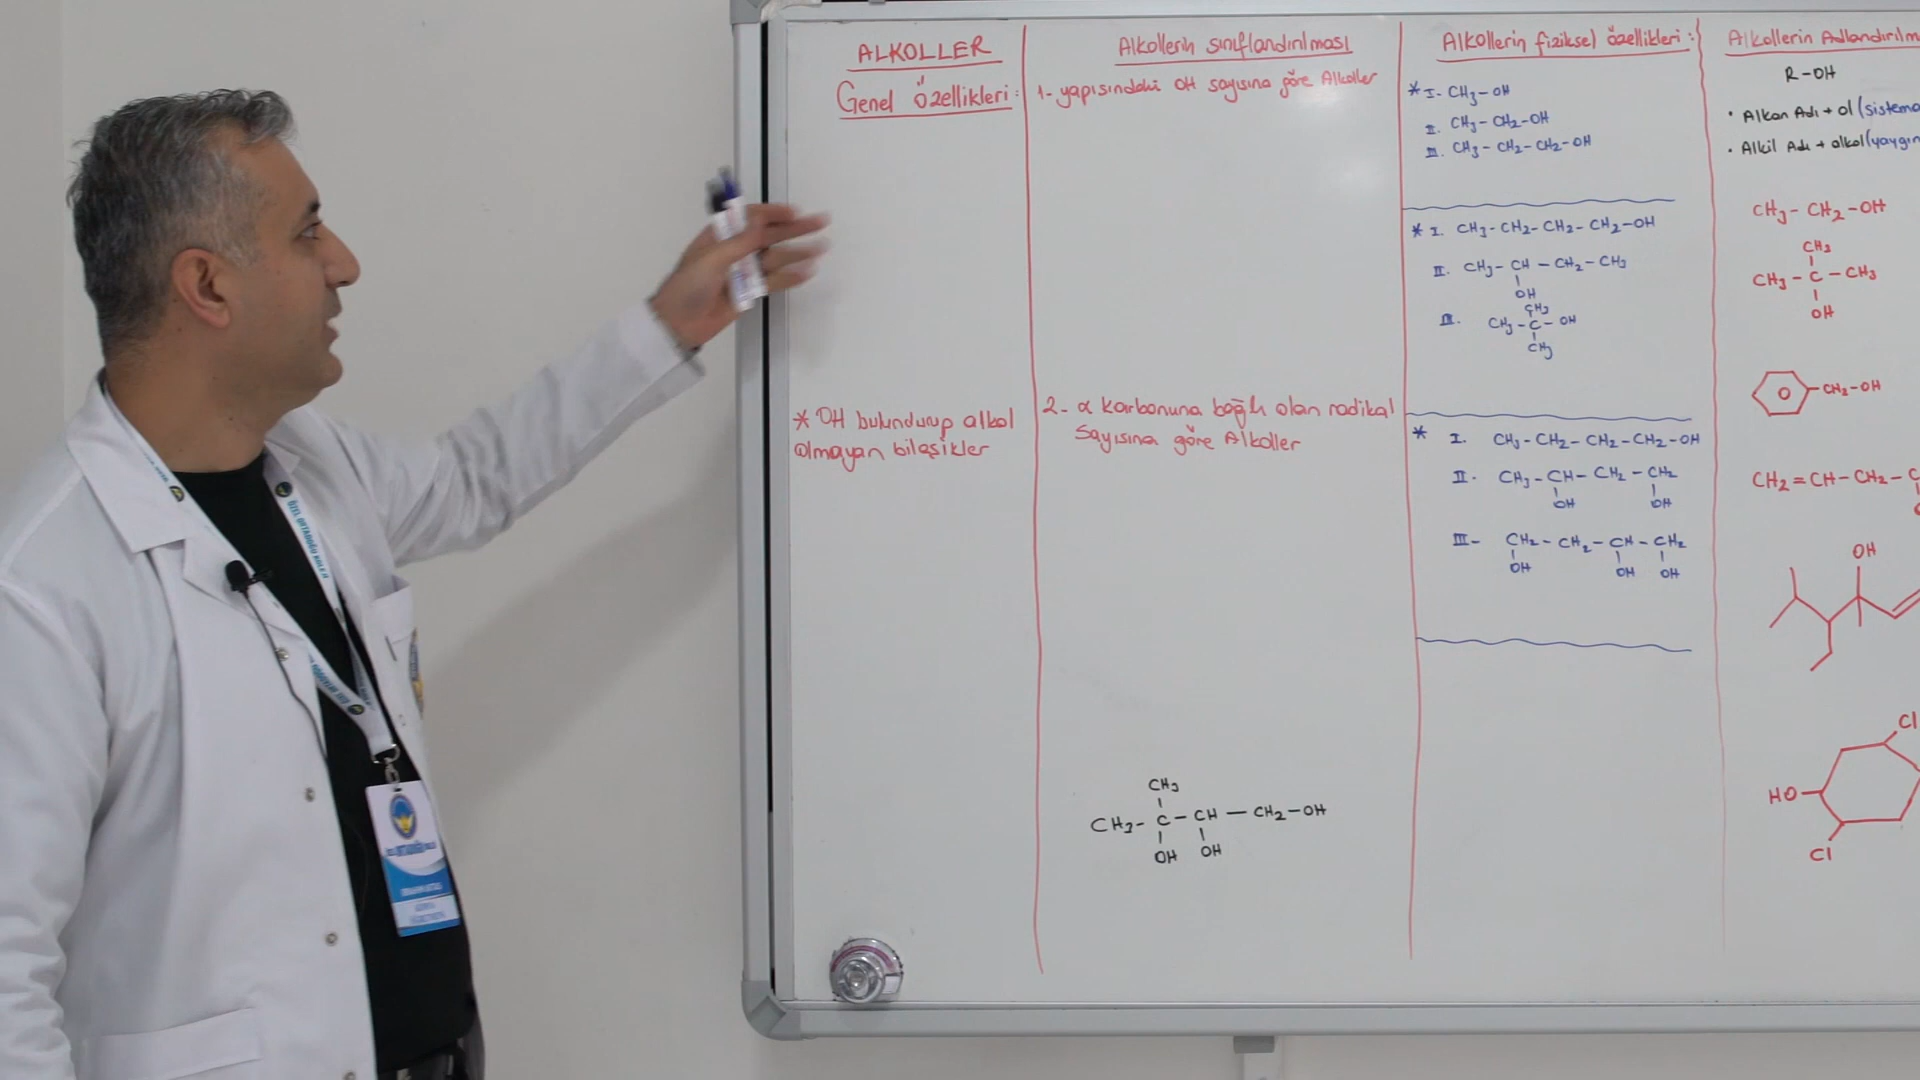 ALKOLLER
Genel özellikleri:
* OH bulundurup alkol
olmayan bileşikler
Alkollerin sınıflandırılması
1- yapısındaki OH sayısına göre Alkoller
2- α karbonuna bağlı olan radikal
sayısına göre Alkoller
CH3
CH3- C - CH — CH2-OH
OH OH
Alkollerin fiziksel özellikleri:
* I- CH3-OH
II. CH3-CH2-OH
III. CH3-CH2-CH2-OH
* I. CH3-CH2-CH2-CH2-OH
II. CH3-CH-CH2-CH3
OH
CH3
III. CH3-C-OH
CH3
* I. CH3-CH2-CH2-CH2-OH
II- CH3-CH-CH2-CH2
OH OH
III- CH2-CH2-CH-CH2
OH OH OH
Alkollerin Adlandırılm
R-OH
• Alkan Adı + ol (sistema
• Alkil Adı + alkol (yaygın
CH3-CH2-OH
CH3
CH3-C-CH3
OH
CH2-OH
CH2=CH-CH2-
OH
Cl
HO
Cl
ÖZEL ORTADOĞU KOLEJİ